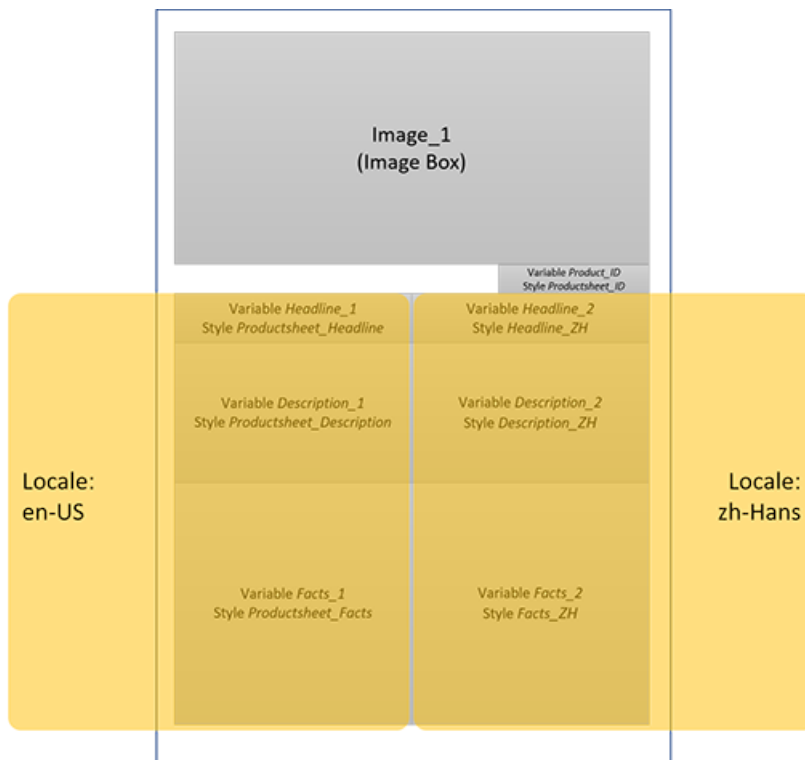 Image_1
(Image Box)
Variable Product_ID
Style Productsheet_ID
Variable Headline_1
Style Productsheet_Headline
Variable Headline_2
Style Headline_ZH
Variable Description_1
Style Productsheet_Description
Variable Description_2
Style Description_ZH
Locale:
en-US
Locale:
zh-Hans
Variable Facts_1
Style Productsheet_Facts
Variable Facts_2
Style Facts_ZH